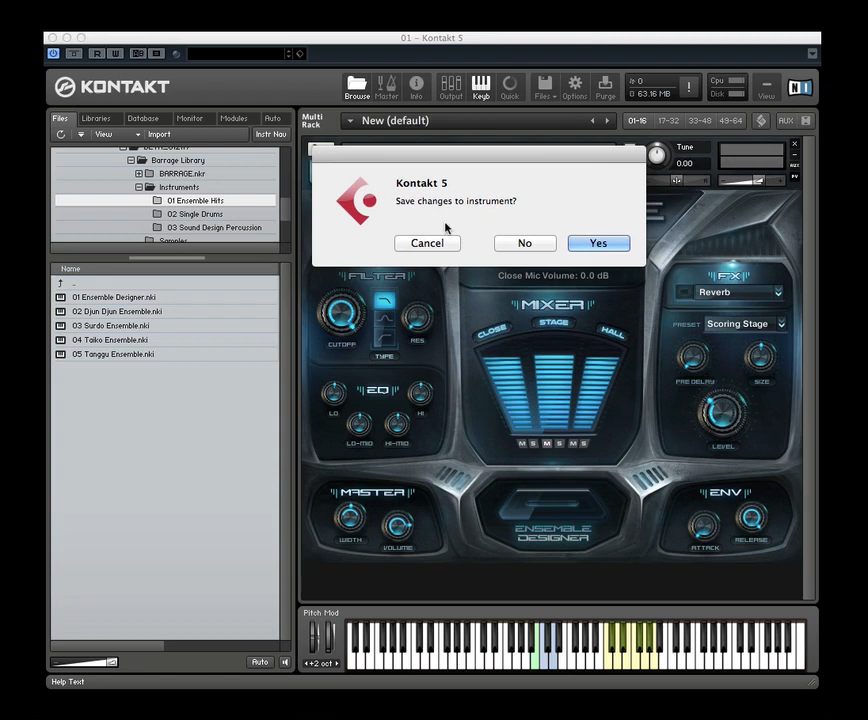 01 - Kontakt 5
R W
KONTAKT
Browse Master Info Output Keyb Quick Files Options Purge
0
0 63.16 MB
!
Cpu
Disk
View
NI
Files Libraries Database Monitor Modules Auto
View Import Instr Nav
Barrage Library
BARRAGE.nkr
Instruments
01 Ensemble Hits
02 Single Drums
03 Sound Design Percussion
Samples
Name
..
01 Ensemble Designer.nki
02 Djun Djun Ensemble.nki
03 Surdo Ensemble.nki
04 Taiko Ensemble.nki
05 Tanggu Ensemble.nki
Auto
Help Text
Multi
Rack
New (default)
01-16 17-32 33-48 49-64 AUX
Tune
0.00
AUX
PV
Kontakt 5
Save changes to instrument?
Cancel No Yes
FILTER
CUTOFF
TYPE
RES
EQ
LO
HI
LO-MID HI-MID
MASTER
WIDTH
VOLUME
Close Mic Volume: 0.0 dB
MIXER
CLOSE STAGE HALL
M S M S M S
ENSEMBLE
DESIGNER
FX
Reverb
PRESET Scoring Stage
PRE DELAY SIZE
LEVEL
ENV
ATTACK
RELEASE
Pitch Mod
+2 oct